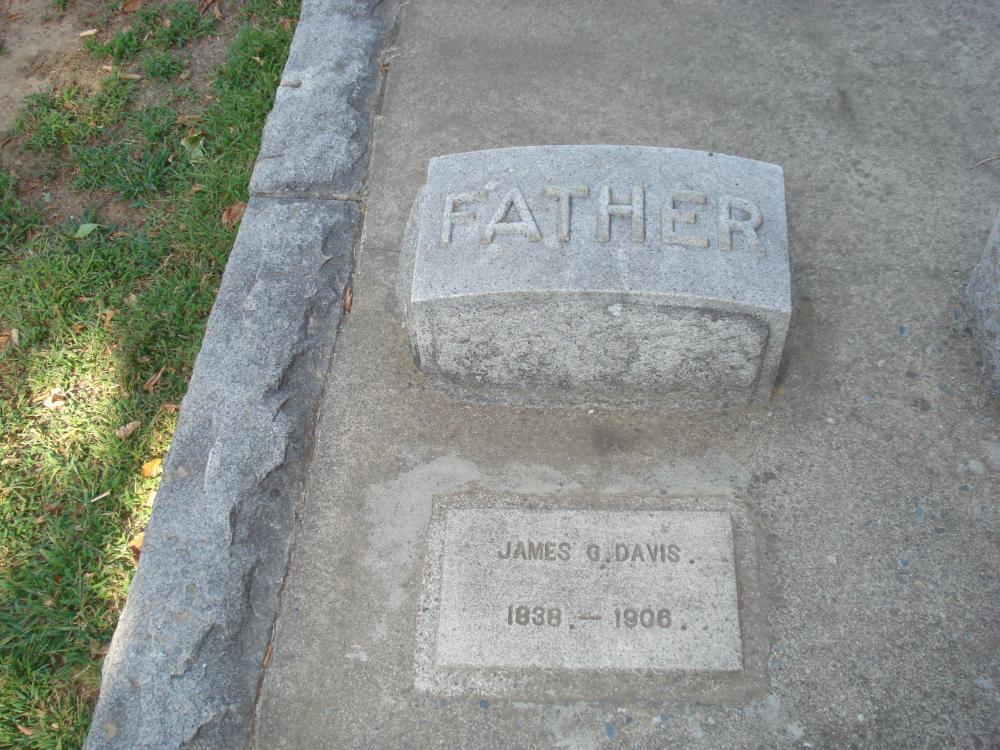 FATHER
JAMES G. DAVIS.
1838. — 1906.